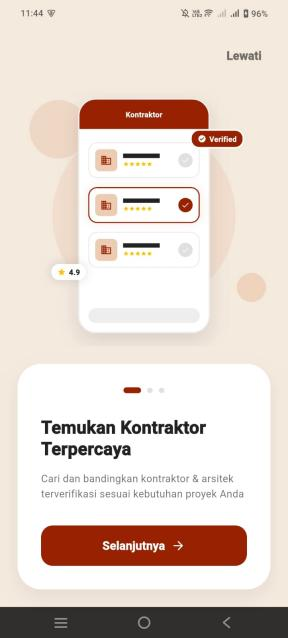 11:44
96%
Lewati
Kontraktor
Verified
4.9
Temukan Kontraktor
Terpercaya
Cari dan bandingkan kontraktor & arsitek
terverifikasi sesuai kebutuhan proyek Anda
Selanjutnya →